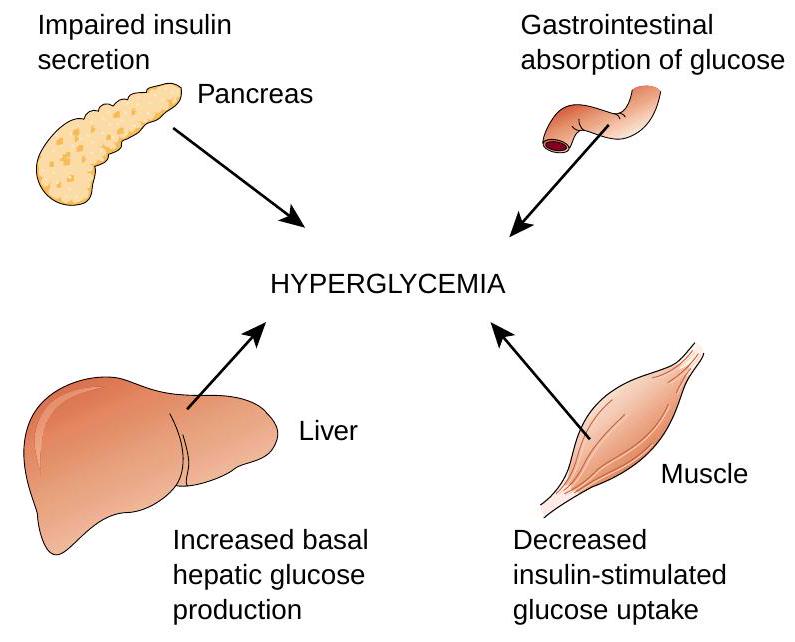 Impaired insulin
secretion
Pancreas
Gastrointestinal
absorption of glucose
HYPERGLYCEMIA
Liver
Increased basal
hepatic glucose
production
Muscle
Decreased
insulin-stimulated
glucose uptake